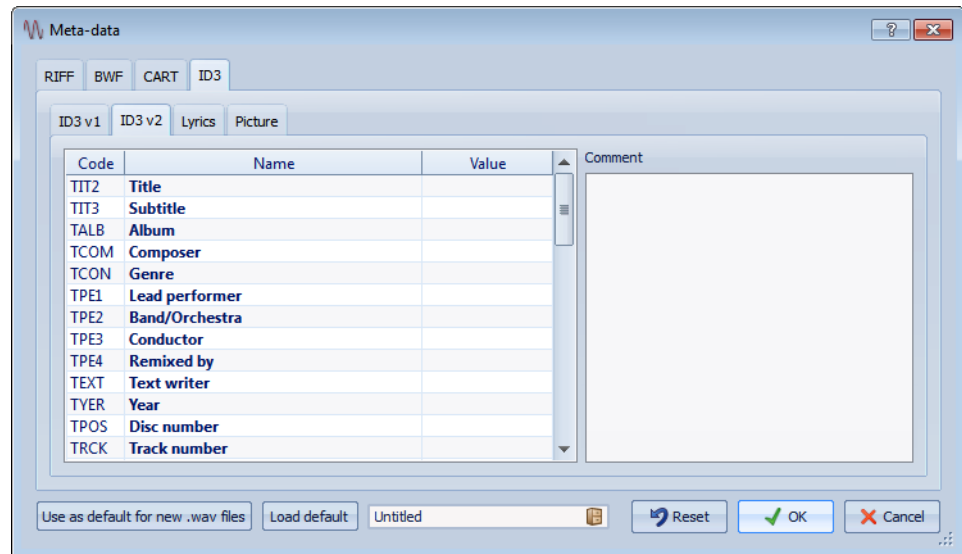 Meta-data
?
RIFF BWF CART ID3
ID3 v1 ID3 v2 Lyrics Picture
Code Name Value Comment
TIT2 Title
TIT3 Subtitle
TALB Album
TCOM Composer
TCON Genre
TPE1 Lead performer
TPE2 Band/Orchestra
TPE3 Conductor
TPE4 Remixed by
TEXT Text writer
TYER Year
TPOS Disc number
TRCK Track number
Use as default for new .wav files Load default Untitled Reset OK Cancel